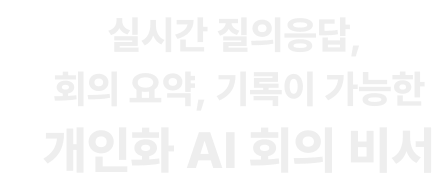 실시간 질의응답,
회의 요약, 기록이 가능한
개인화 AI 회의 비서